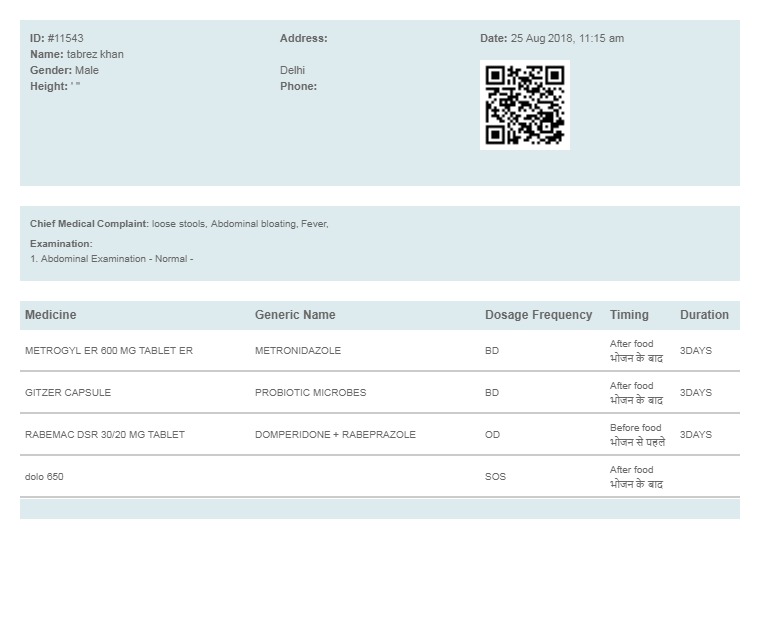 ID: #11543
Name: tabrez khan
Gender: Male
Height: ' "
Address:
Delhi
Phone:
Date: 25 Aug 2018, 11:15 am
Chief Medical Complaint: loose stools, Abdominal bloating, Fever,
Examination:
1. Abdominal Examination - Normal -
Medicine Generic Name Dosage Frequency Timing Duration
METROGYL ER 600 MG TABLET ER METRONIDAZOLE BD After food 3DAYS
भोजन के बाद
GITZER CAPSULE PROBIOTIC MICROBES BD After food 3DAYS
भोजन के बाद
RABEMAC DSR 30/20 MG TABLET DOMPERIDONE + RABEPRAZOLE OD Before food 3DAYS
भोजन से पहले
dolo 650 SOS After food
भोजन के बाद